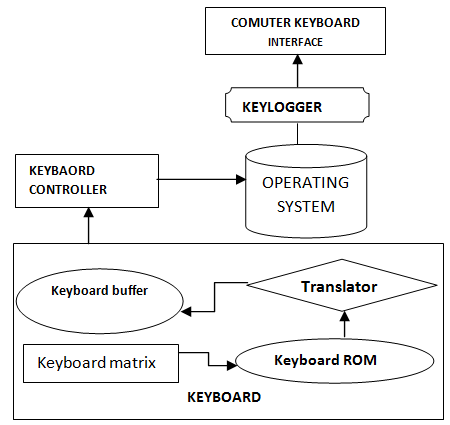 COMUTER KEYBOARD
INTERFACE
KEYLOGGER
KEYBAORD
CONTROLLER
OPERATING
SYSTEM
Keyboard buffer
Translator
Keyboard matrix
Keyboard ROM
KEYBOARD